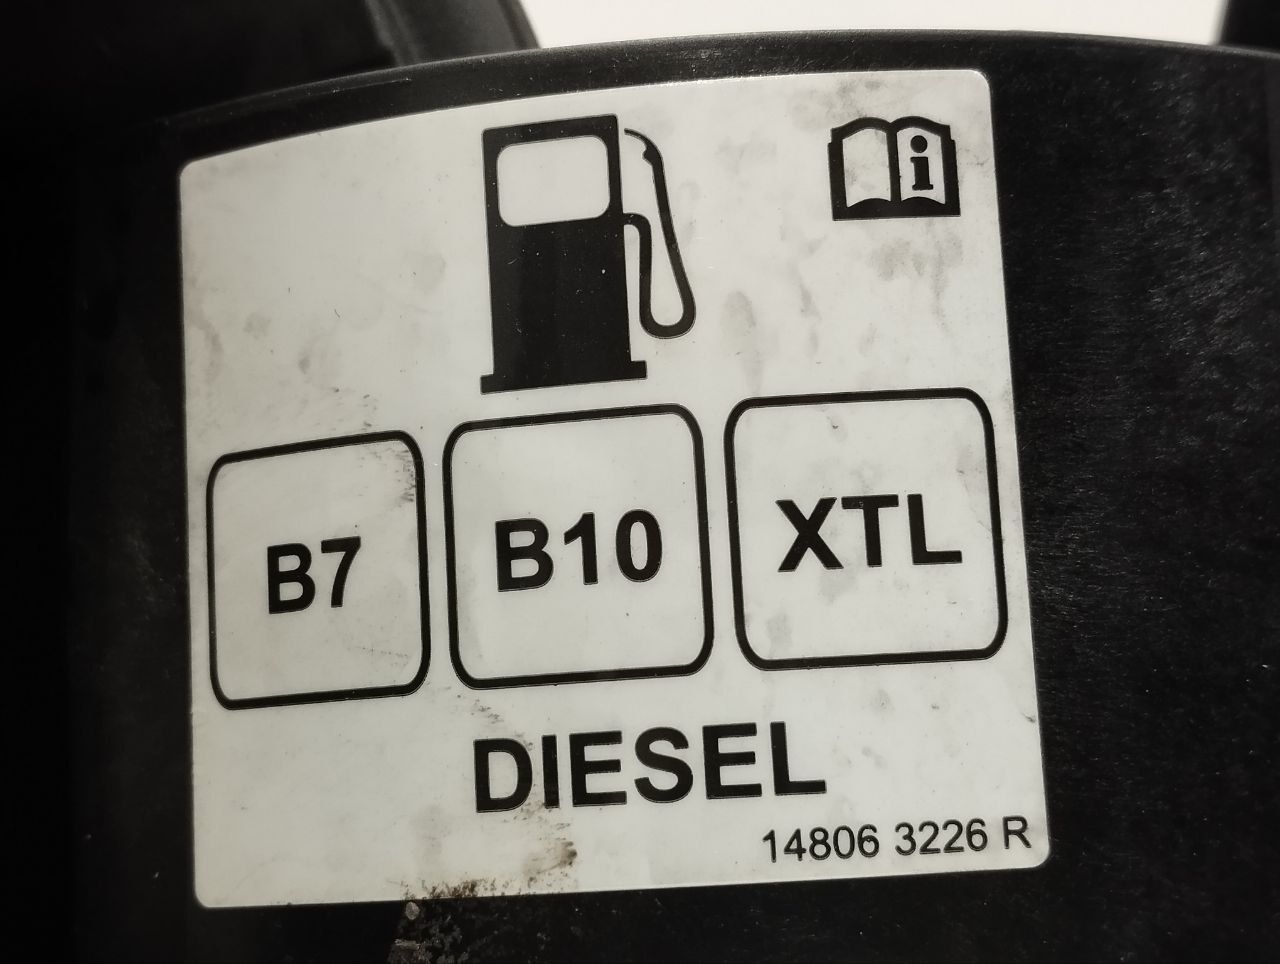 i
B7 B10 XTL
DIESEL
14806 3226 R